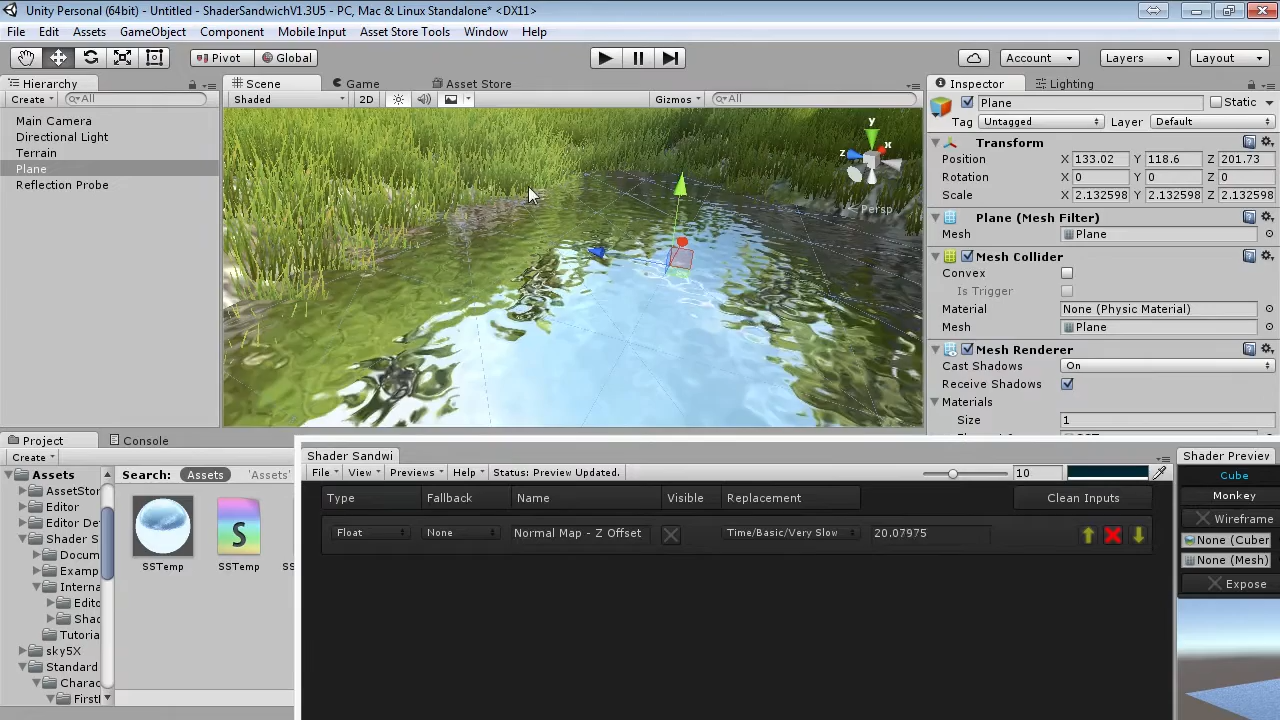 Unity Personal (64bit) - Untitled - ShaderSandwichV1.3U5 - PC, Mac & Linux Standalone* <DX11>
File Edit Assets GameObject Component Mobile Input Asset Store Tools Window Help
Pivot Global Account Layers Layout
Hierarchy
Create All
Main Camera
Directional Light
Terrain
Plane
Reflection Probe
Scene Game Asset Store
Shaded 2D Gizmos All
y
x
z
Persp
Inspector Lighting
Plane Static
Tag Untagged Layer Default
Transform
Position X 133.02 Y 118.6 Z 201.73
Rotation X 0 Y 0 Z 0
Scale X 2.132598 Y 2.132598 Z 2.132598
Plane (Mesh Filter)
Mesh Plane
Mesh Collider
Convex
Is Trigger
Material None (Physic Material)
Mesh Plane
Mesh Renderer
Cast Shadows On
Receive Shadows
Materials
Size 1
Project Console
Create
Assets
AssetStor
Editor
Editor De
Shader S
Docum
Examp
Interna
Edito
Shad
Tutoria
sky5X
Standard
Charac
Firstl
Search: Assets 'Assets'
S
SSTemp SSTemp SS
Shader Sandwi
File View Previews Help Status: Preview Updated. 10
Type Fallback Name Visible Replacement Clean Inputs
Float None Normal Map - Z Offset Time/Basic/Very Slow 20.07975
Shader Preview
Cube
Monkey
Wireframe
None (Cuber
None (Mesh)
Expose